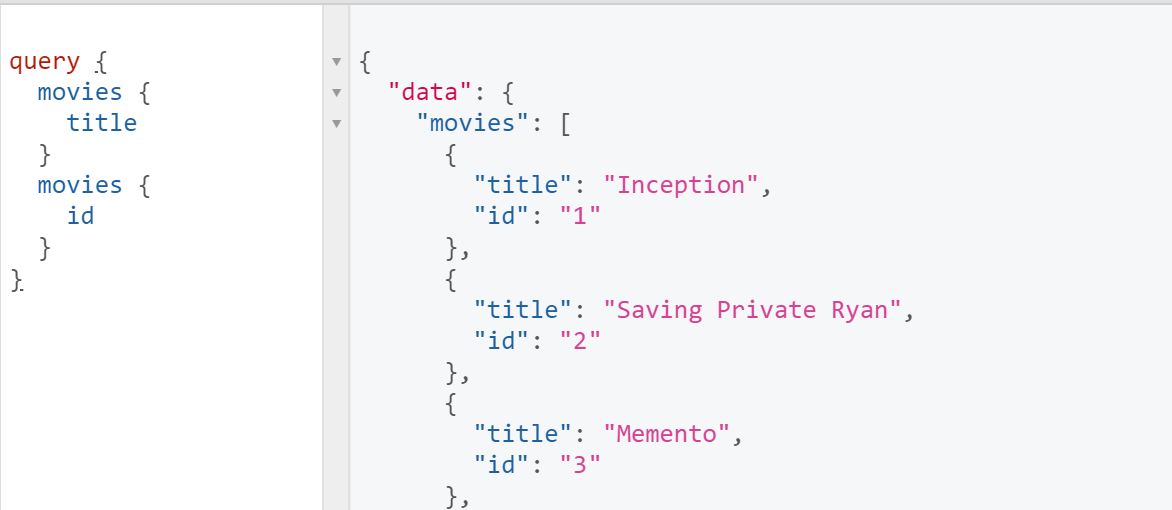 query {
  movies {
    title
  }
  movies {
    id
  }
}
{
  "data": {
    "movies": [
      {
        "title": "Inception",
        "id": "1"
      },
      {
        "title": "Saving Private Ryan",
        "id": "2"
      },
      {
        "title": "Memento",
        "id": "3"
      },